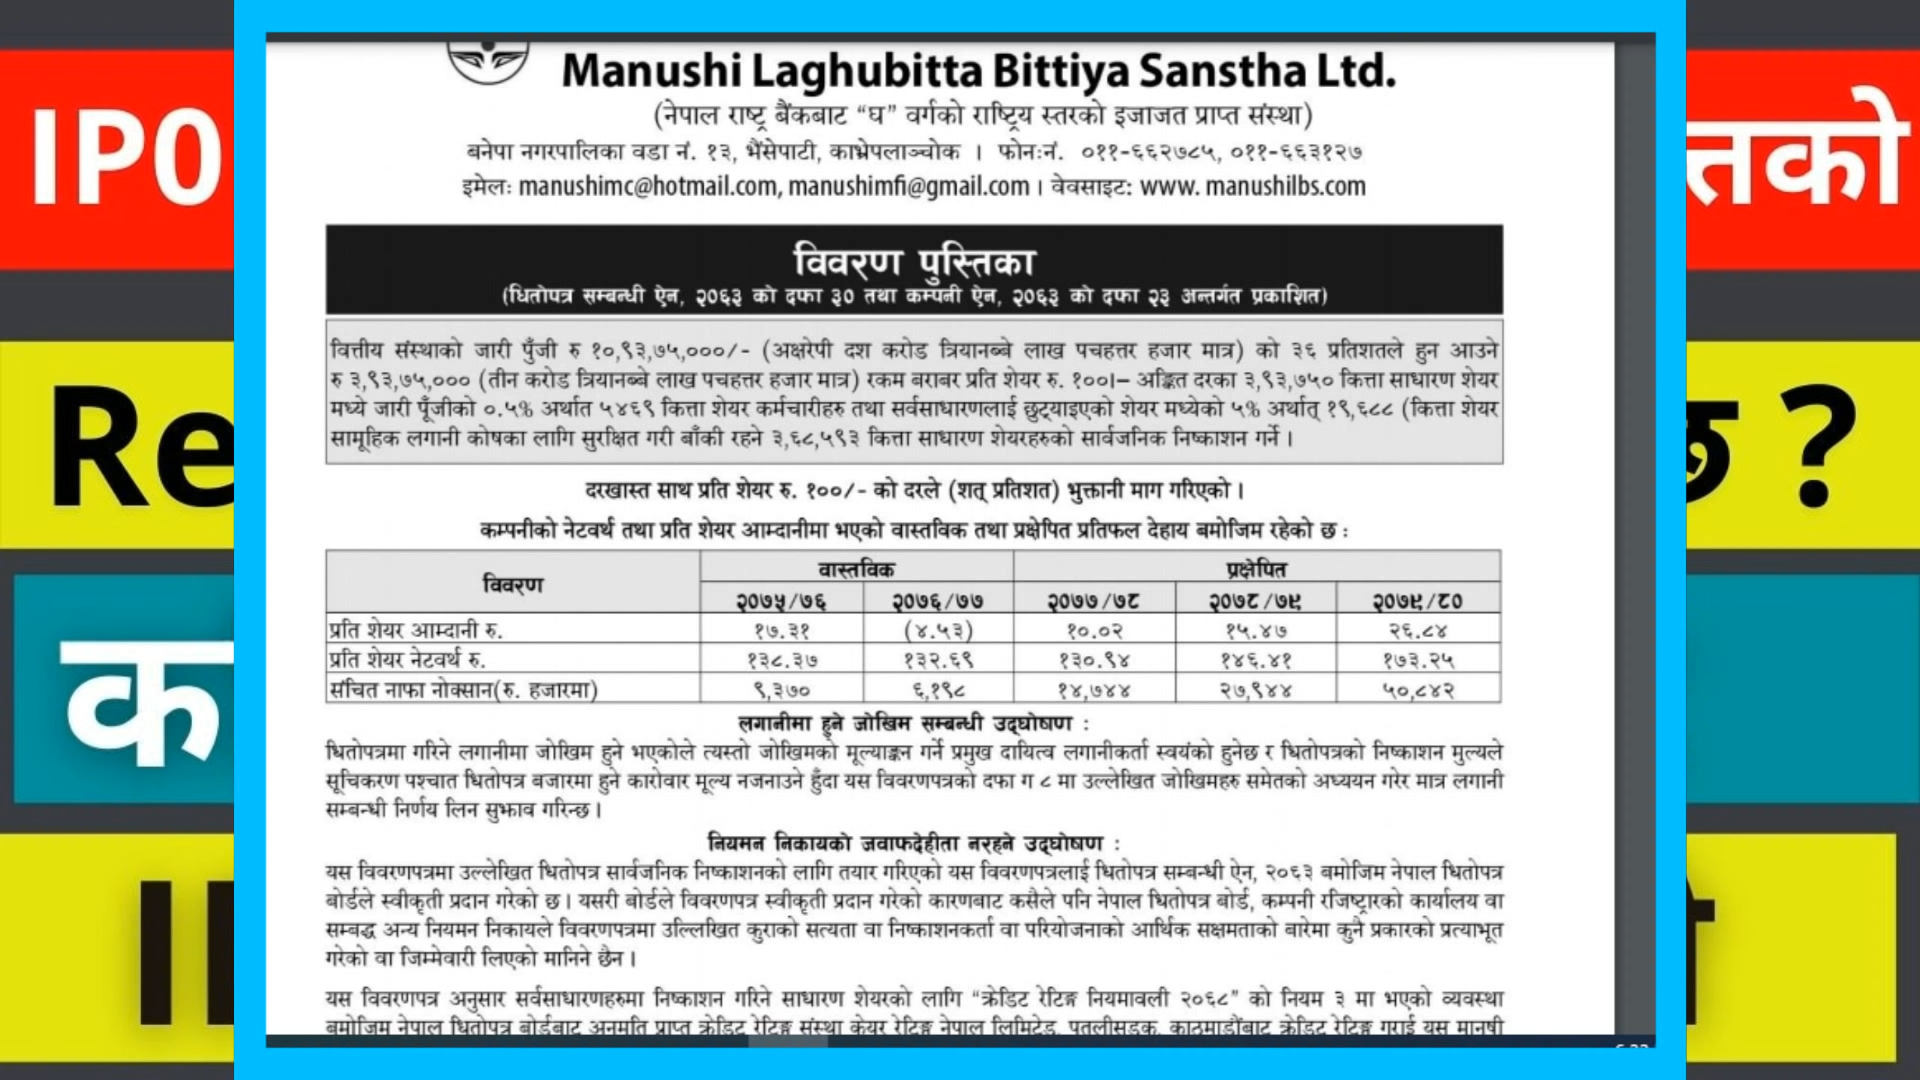 Manushi Laghubitta Bittiya Sanstha Ltd.
(नेपाल राष्ट्र बैंकबाट “घ” वर्गको राष्ट्रिय स्तरको इजाजत प्राप्त संस्था)
बनेपा नगरपालिका वडा नं. १३, भैंसेपाटी, काभ्रेपलाञ्चोक । फोनःनं. ०११-६६२७८५, ०११-६६३१२७
इमेलः manushimc@hotmail.com, manushimfi@gmail.com । वेवसाइट: www. manushilbs.com
विवरण पुस्तिका
(धितोपत्र सम्बन्धी ऐन, २०६३ को दफा ३० तथा कम्पनी ऐन, २०६३ को दफा २३ अन्तर्गत प्रकाशित)
वित्तीय संस्थाको जारी पुँजी रु १०,९३,७५,०००/- (अक्षरेपी दश करोड त्रियानब्बे लाख पचहत्तर हजार मात्र) को ३६ प्रतिशतले हुन आउने
रु ३,९३,७५,००० (तीन करोड त्रियानब्बे लाख पचहत्तर हजार मात्र) रकम बराबर प्रति शेयर रु. १००।– अङ्कित दरका ३,९३,७५० कित्ता साधारण शेयर
मध्ये जारी पूँजीको ०.५% अर्थात ५४६९ कित्ता शेयर कर्मचारीहरु तथा सर्वसाधारणलाई छुट्याइएको शेयर मध्येको ५% अर्थात् १९,६८८ (कित्ता शेयर
सामूहिक लगानी कोषका लागि सुरक्षित गरी बाँकी रहने ३,६८,५९३ कित्ता साधारण शेयरहरुको सार्वजनिक निष्काशन गर्ने ।
दरखास्त साथ प्रति शेयर रु. १००/- को दरले (शत् प्रतिशत) भुक्तानी माग गरिएको ।
कम्पनीको नेटवर्थ तथा प्रति शेयर आम्दानीमा भएको वास्तविक तथा प्रक्षेपित प्रतिफल देहाय बमोजिम रहेको छ :
विवरण वास्तविक प्रक्षेपित
२०७५/७६ २०७६/७७ २०७७/७८ २०७८/७९ २०७९/८०
प्रति शेयर आम्दानी रु. १७.३१ (४.५३) १०.०२ १५.४७ २६.८४
प्रति शेयर नेटवर्थ रु. १३८.३७ १३२.६९ १३०.९४ १४६.४१ १७३.२५
संचित नाफा नोक्सान(रु. हजारमा) ९,३७० ६,१९८ १४,७४४ २७,९४४ ५०,८४२
लगानीमा हुने जोखिम सम्बन्धी उद्घोषण :
धितोपत्रमा गरिने लगानीमा जोखिम हुने भएकोले त्यस्तो जोखिमको मूल्याङ्कन गर्ने प्रमुख दायित्व लगानीकर्ता स्वयंको हुनेछ र धितोपत्रको निष्काशन मुल्यले
सूचिकरण पश्चात धितोपत्र बजारमा हुने कारोवार मूल्य नजनाउने हुँदा यस विवरणपत्रको दफा ग ८ मा उल्लेखित जोखिमहरु समेतको अध्ययन गरेर मात्र लगानी
सम्बन्धी निर्णय लिन सुझाव गरिन्छ ।
नियमन निकायको जवाफदेहीता नरहने उद्घोषण :
यस विवरणपत्रमा उल्लेखित धितोपत्र सार्वजनिक निष्काशनको लागि तयार गरिएको यस विवरणपत्रलाई धितोपत्र सम्बन्धी ऐन, २०६३ बमोजिम नेपाल धितोपत्र
बोर्डले स्वीकृती प्रदान गरेको छ । यसरी बोर्डले विवरणपत्र स्वीकृती प्रदान गरेको कारणबाट कसैले पनि नेपाल धितोपत्र बोर्ड, कम्पनी रजिष्ट्रारको कार्यालय वा
सम्बद्ध अन्य नियमन निकायले विवरणपत्रमा उल्लिखित कुराको सत्यता वा निष्काशनकर्ता वा परियोजनाको आर्थिक सक्षमताको बारेमा कुनै प्रकारको प्रत्याभूत
गरेको वा जिम्मेवारी लिएको मानिने छैन ।
यस विवरणपत्र अनुसार सर्वसाधारणहरुमा निष्काशन गरिने साधारण शेयरको लागि “क्रेडिट रेटिङ्ग नियमावली २०६८” को नियम ३ मा भएको व्यवस्था
बमोजिम नेपाल धितोपत्र बोर्डबाट अनुमति प्राप्त क्रेडिट रेटिङ्ग संस्था केयर रेटिङ्ग नेपाल लिमिटेड, पुतलीसडक, काठमाडौंबाट क्रेडिट रेटिङ्ग गराई यस मानुषी
IPO
तको
Re
छ ?
क